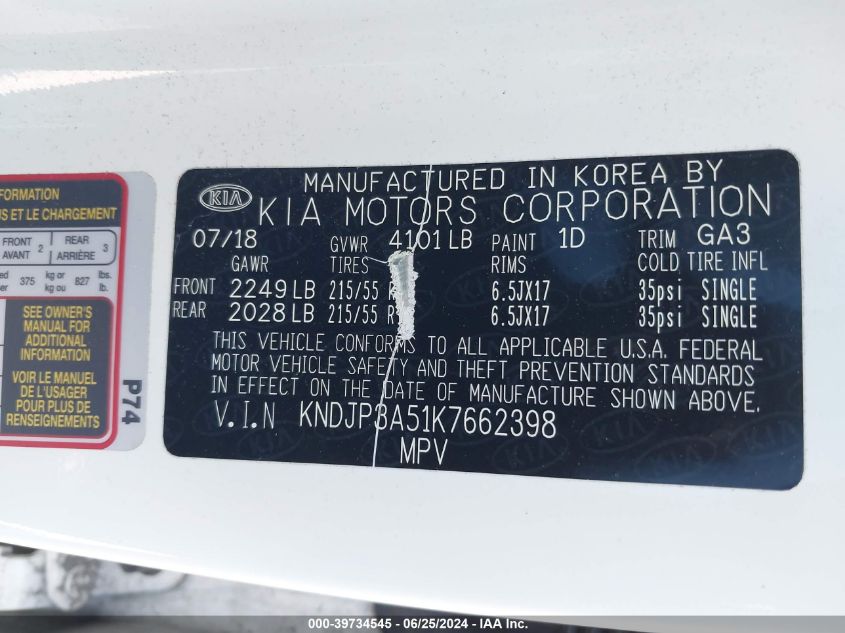 FORMATION
US ET LE CHARGEMENT
FRONT AVANT 2 REAR ARRIÈRE 3
375 kg or kg ou 827 lbs. lb.
SEE OWNER'S
MANUAL FOR
ADDITIONAL
INFORMATION
VOIR LE MANUEL
DE L'USAGER
POUR PLUS DE
RENSEIGNEMENTS
P74
MANUFACTURED IN KOREA BY
KIA KIA MOTORS CORPORATION
07/18 GVWR 4101 LB PAINT 1D TRIM GA3
GAWR TIRES RIMS COLD TIRE INFL
FRONT 2249 LB 215/55 6.5JX17 35psi SINGLE
REAR 2028 LB 215/55 6.5JX17 35psi SINGLE
THIS VEHICLE CONFORMS TO ALL APPLICABLE U.S.A. FEDERAL
MOTOR VEHICLE SAFETY AND THEFT PREVENTION STANDARDS
IN EFFECT ON THE DATE OF MANUFACTURE SHOWN ABOVE.
V.I.N KNDJP3A51K7662398
MPV
000-39734545 - 06/25/2024 - IAA Inc.